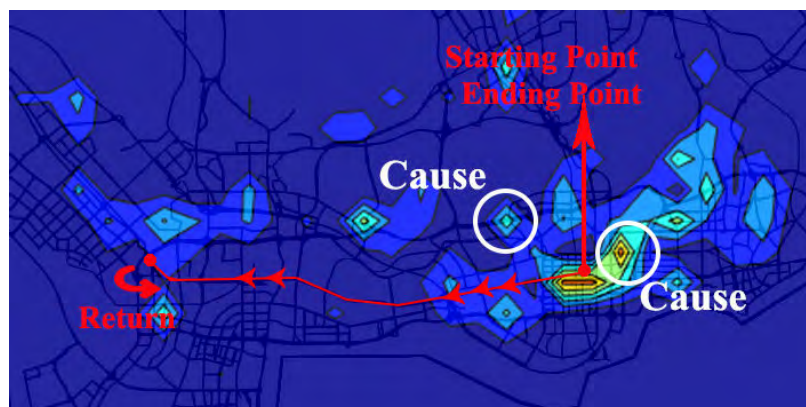 Starting Point
Ending Point
Cause
Cause
Return